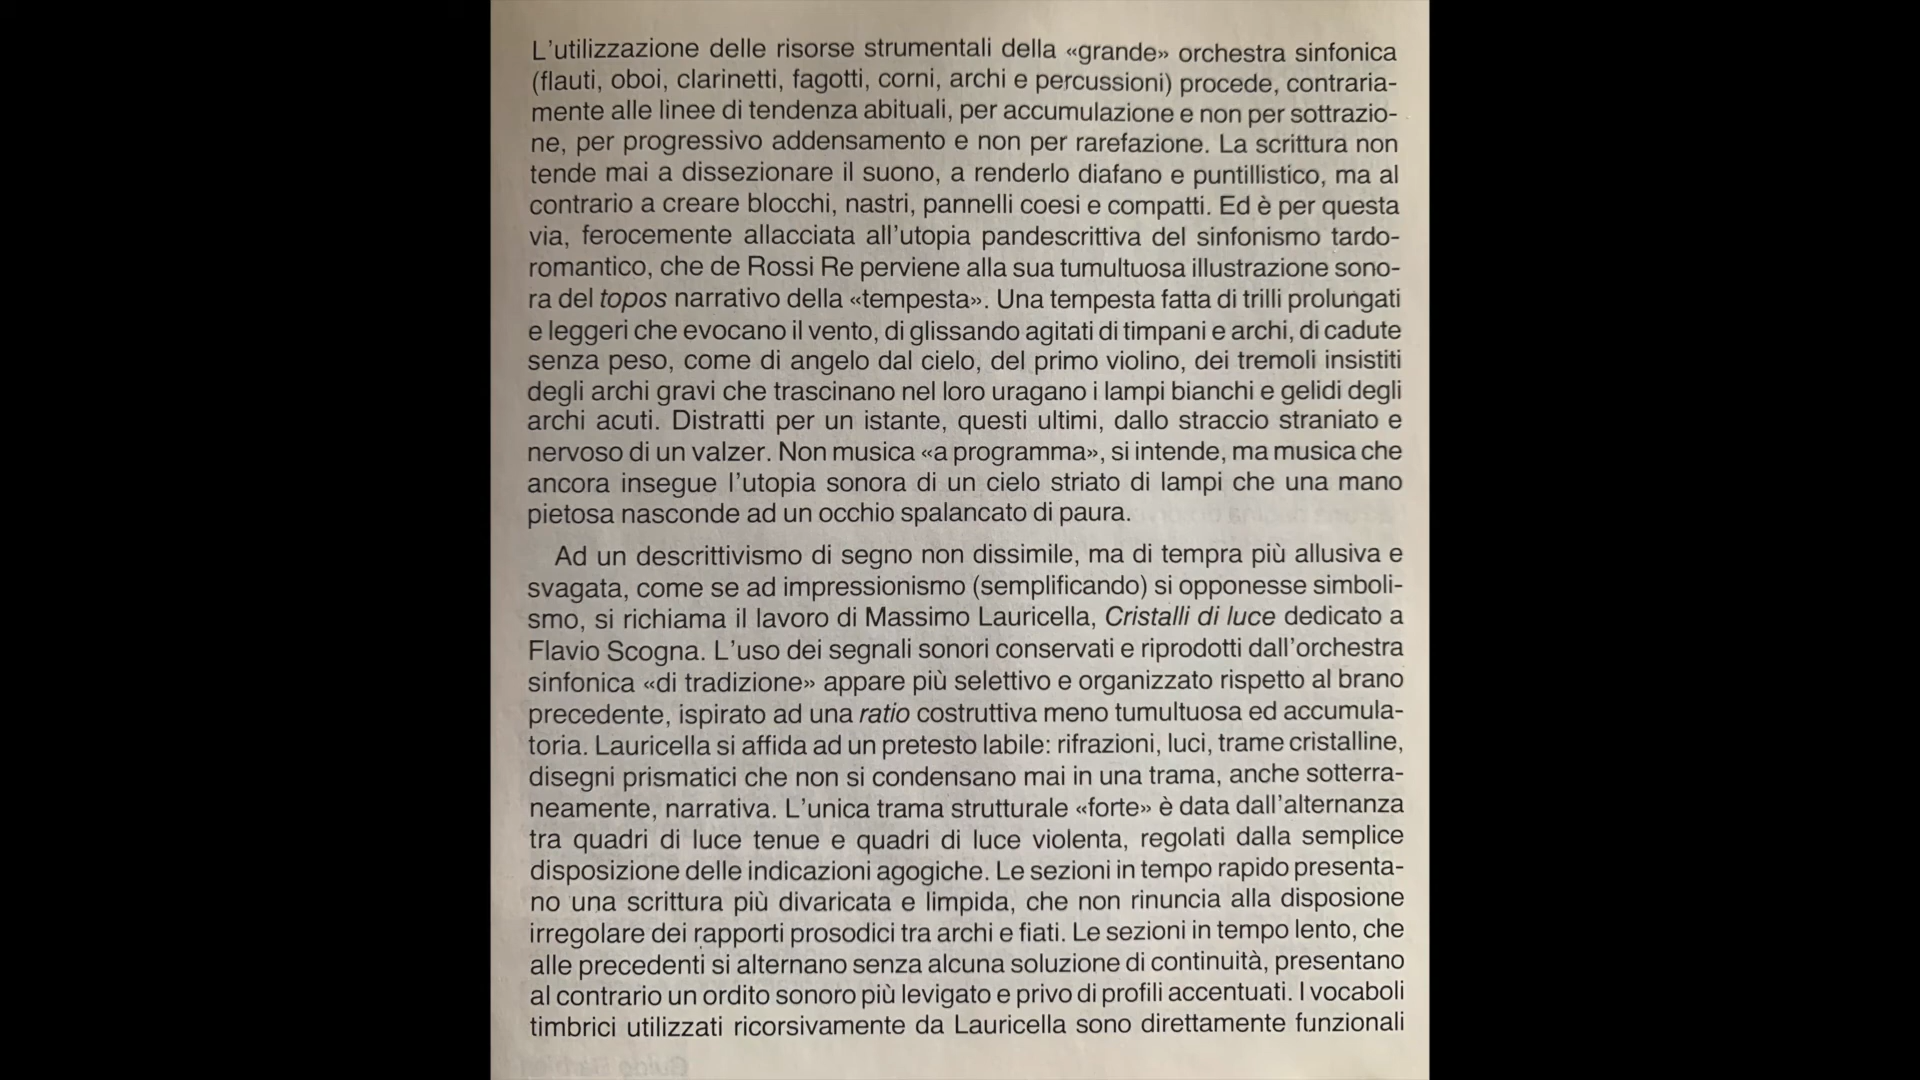 L'utilizzazione delle risorse strumentali della «grande» orchestra sinfonica
(flauti, oboi, clarinetti, fagotti, corni, archi e percussioni) procede, contraria-
mente alle linee di tendenza abituali, per accumulazione e non per sottrazio-
ne, per progressivo addensamento e non per rarefazione. La scrittura non
tende mai a dissezionare il suono, a renderlo diafano e puntillistico, ma al
contrario a creare blocchi, nastri, pannelli coesi e compatti. Ed è per questa
via, ferocemente allacciata all'utopia pandescrittiva del sinfonismo tardo-
romantico, che de Rossi Re perviene alla sua tumultuosa illustrazione sono-
ra del topos narrativo della «tempesta». Una tempesta fatta di trilli prolungati
e leggeri che evocano il vento, di glissando agitati di timpani e archi, di cadute
senza peso, come di angelo dal cielo, del primo violino, dei tremoli insistiti
degli archi gravi che trascinano nel loro uragano i lampi bianchi e gelidi degli
archi acuti. Distratti per un istante, questi ultimi, dallo straccio straniato e
nervoso di un valzer. Non musica «a programma», si intende, ma musica che
ancora insegue l'utopia sonora di un cielo striato di lampi che una mano
pietosa nasconde ad un occhio spalancato di paura.
Ad un descrittivismo di segno non dissimile, ma di tempra più allusiva e
svagata, come se ad impressionismo (semplificando) si opponesse simboli-
smo, si richiama il lavoro di Massimo Lauricella, Cristalli di luce dedicato a
Flavio Scogna. L'uso dei segnali sonori conservati e riprodotti dall'orchestra
sinfonica «di tradizione» appare più selettivo e organizzato rispetto al brano
precedente, ispirato ad una ratio costruttiva meno tumultuosa ed accumula-
toria. Lauricella si affida ad un pretesto labile: rifrazioni, luci, trame cristalline,
disegni prismatici che non si condensano mai in una trama, anche sotterra-
neamente, narrativa. L'unica trama strutturale «forte» è data dall'alternanza
tra quadri di luce tenue e quadri di luce violenta, regolati dalla semplice
disposizione delle indicazioni agogiche. Le sezioni in tempo rapido presenta-
no una scrittura più divaricata e limpida, che non rinuncia alla disposione
irregolare dei rapporti prosodici tra archi e fiati. Le sezioni in tempo lento, che
alle precedenti si alternano senza alcuna soluzione di continuità, presentano
al contrario un ordito sonoro più levigato e privo di profili accentuati. I vocaboli
timbrici utilizzati ricorsivamente da Lauricella sono direttamente funzionali